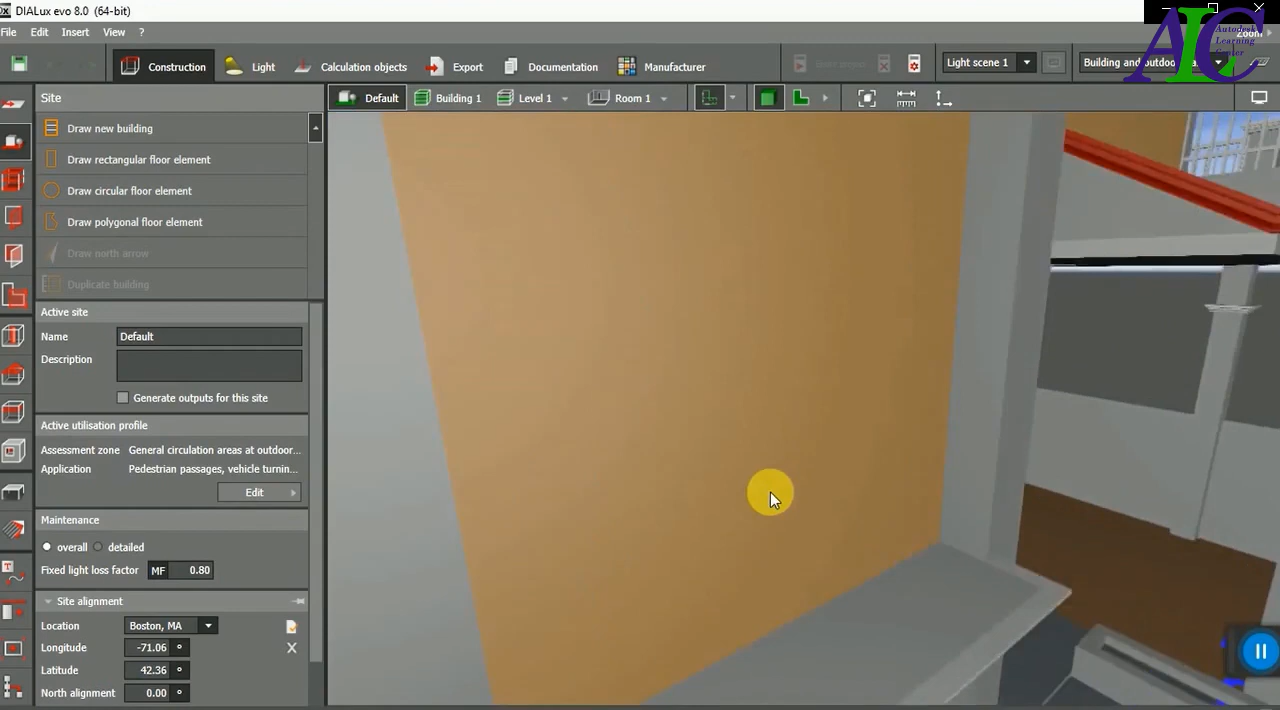 DIALux evo 8.0 (64-bit)
File Edit Insert View ?
Construction Light Calculation objects Export Documentation Manufacturer Light scene 1 Building and outdo
ALC
Autodesk
Learning
Center
Site
Default Building 1 Level 1 Room 1
Draw new building
Draw rectangular floor element
Draw circular floor element
Draw polygonal floor element
Draw north arrow
Duplicate building
Active site
Name Default
Description
Generate outputs for this site
Active utilisation profile
Assessment zone General circulation areas at outdoor...
Application Pedestrian passages, vehicle turnin...
Edit
Maintenance
overall detailed
Fixed light loss factor MF 0.80
Site alignment
Location Boston, MA
Longitude -71.06 °
Latitude 42.36 °
North alignment 0.00 °